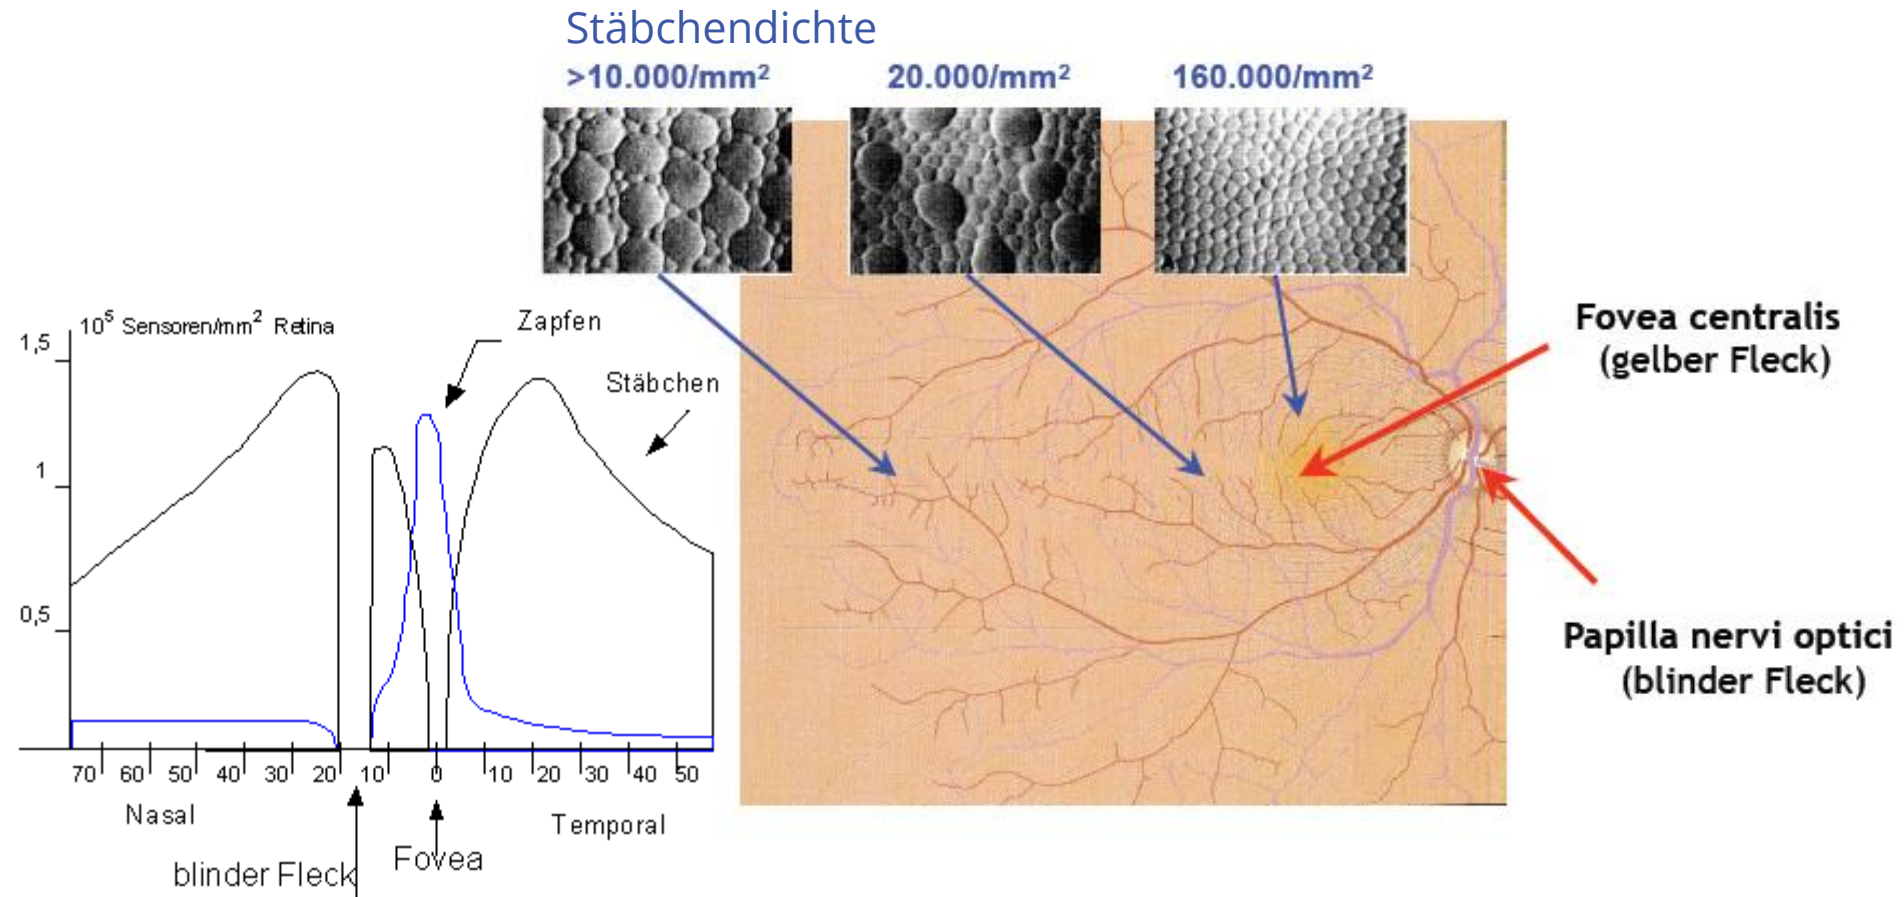 Stäbchendichte
>10.000/mm²
20.000/mm²
160.000/mm²
10⁵ Sensoren/mm² Retina
1,5
1
0,5
Zapfen
Stäbchen
70 60 50 40 30 20 10 0 10 20 30 40 50
Nasal
Temporal
blinder Fleck
Fovea
Fovea centralis
(gelber Fleck)
Papilla nervi optici
(blinder Fleck)